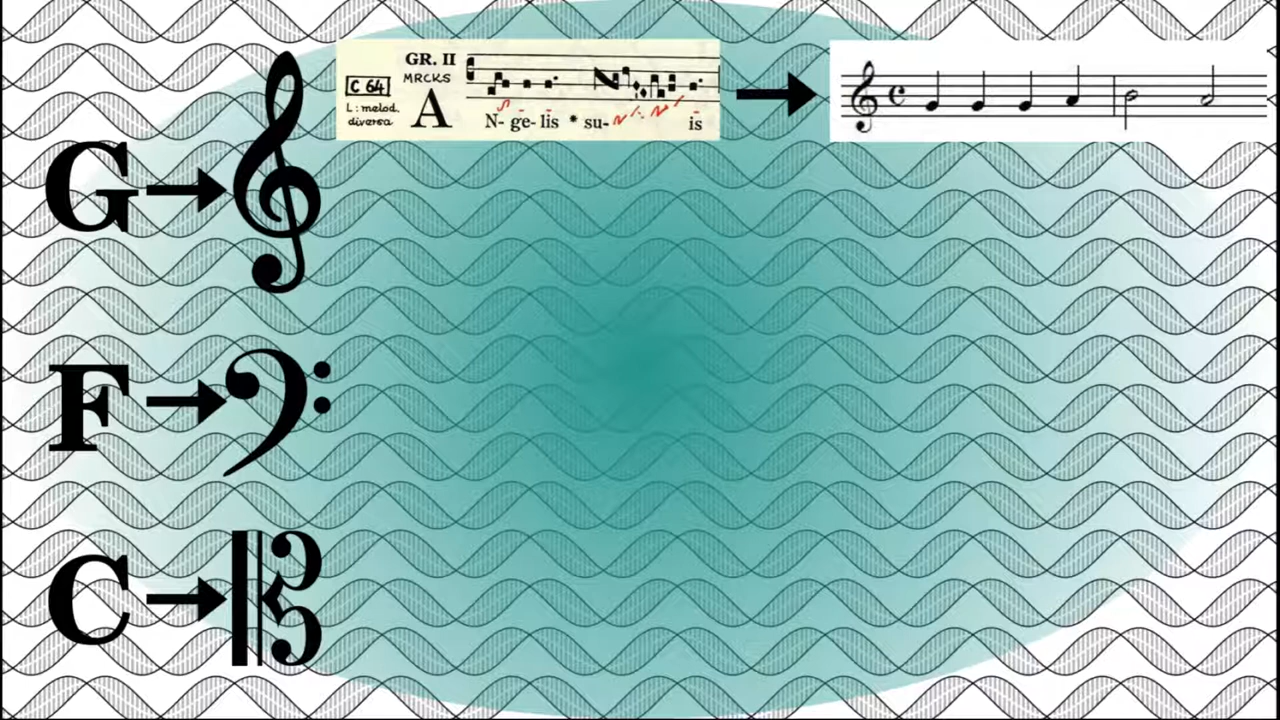 GR. II
MRCKS
C 64
L : melod.
diversa
A
N- ge- lis * su- is
G
F
C